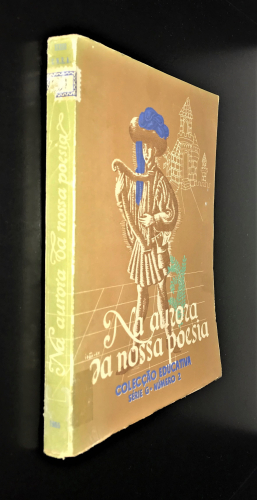 Na aurora da nossa poesia
Na aurora
da nossa poesia
COLECÇÃO EDUCATIVA
SÉRIE G · NÚMERO 2